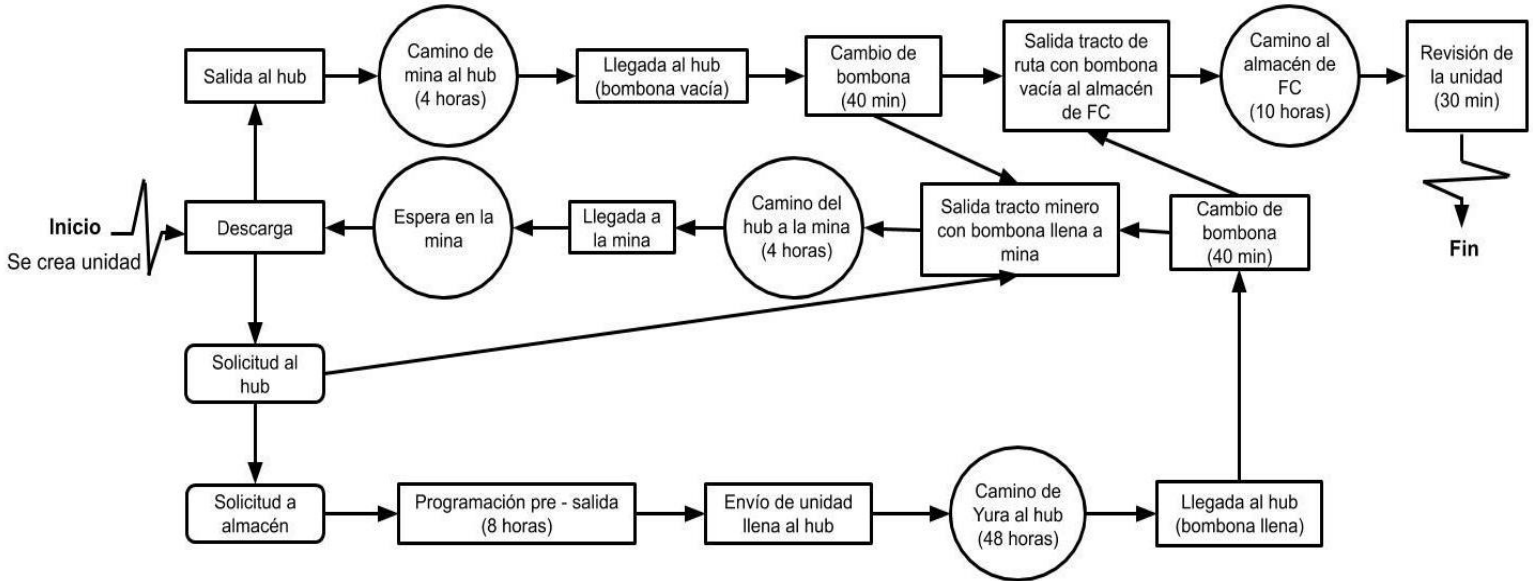 Salida al hub
Camino de
mina al hub
(4 horas)
Llegada al hub
(bombona vacía)
Cambio de
bombona
(40 min)
Salida tracto de
ruta con bombona
vacía al almacén
de FC
Camino al
almacén de
FC
(10 horas)
Revisión de
la unidad
(30 min)
Inicio
Se crea unidad
Descarga
Espera en la
mina
Llegada a
la mina
Camino del
hub a la mina
(4 horas)
Salida tracto minero
con bombona llena a
mina
Cambio de
bombona
(40 min)
Fin
Solicitud al
hub
Solicitud a
almacén
Programación pre - salida
(8 horas)
Envío de unidad
llena al hub
Camino de
Yura al hub
(48 horas)
Llegada al hub
(bombona llena)